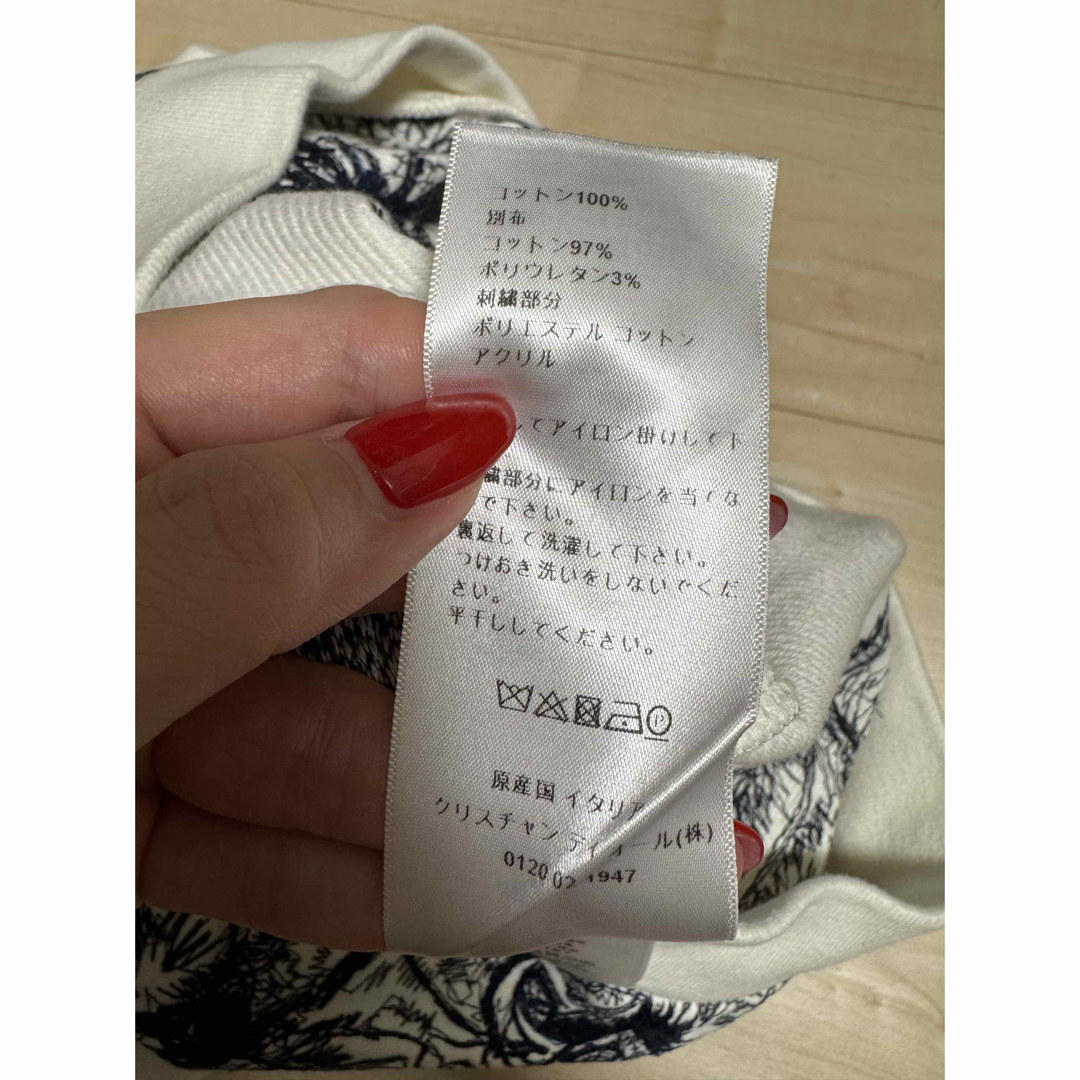 コットン100%
別布
コットン97%
ポリウレタン3%
刺繍部分
ポリエステル コットン
アクリル
してアイロン掛けして下
繍部分にアイロンを当てな
で下さい。
裏返して洗濯して下さい。
つけおき洗いをしないでくだ
さい。
平干ししてください。
P
原産国 イタリア
クリスチャン ディオール(株)
0120 02 1947